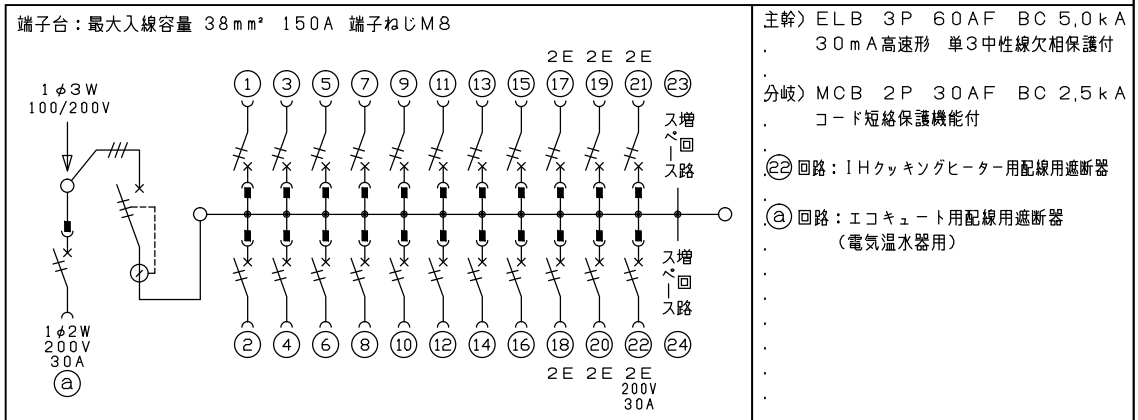 端子台:最大入線容量 38mm² 150A 端子ねじM8
2E 2E 2E
1 3 5 7 9 11 13 15 17 19 21 23
1φ3W
100/200V
増回路
スペース
増回路
スペース
1φ2W
200V
30A
a
2 4 6 8 10 12 14 16 18 20 22 24
2E 2E 2E
200V
30A
主幹) ELB 3P 60AF BC 5,0kA
30mA高速形 単3中性線欠相保護付
分岐) MCB 2P 30AF BC 2,5kA
コード短絡保護機能付
22 回路:IHクッキングヒーター用配線用遮断器
a 回路:エコキュート用配線用遮断器
(電気温水器用)